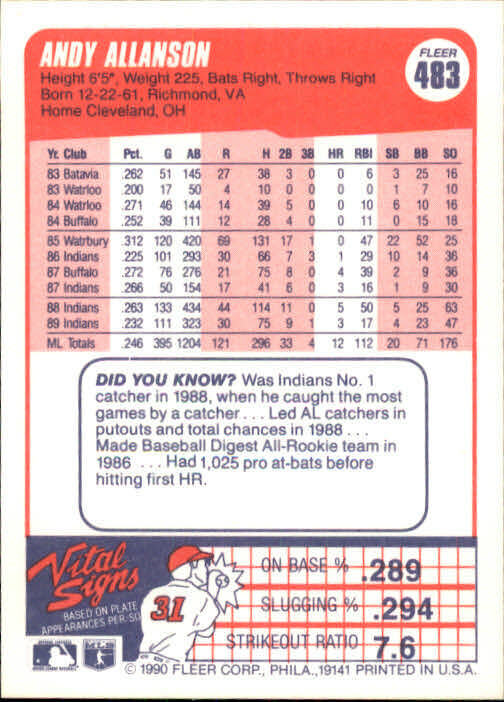 ANDY ALLANSON
Height 6'5", Weight 225, Bats Right, Throws Right
Born 12-22-61, Richmond, VA
Home Cleveland, OH
FLEER
483
Yr. Club Pct. G AB R H 2B 3B HR RBI SB BB SO
83 Batavia .262 51 145 27 38 3 0 0 6 3 25 16
83 Watrloo .200 17 50 4 10 0 0 0 1 1 7 10
84 Watrloo .271 46 144 14 39 5 0 0 10 6 10 16
84 Buffalo .252 39 111 12 28 4 0 0 11 0 15 18
85 Watrbury .312 120 420 69 131 17 1 0 47 22 52 25
86 Indians .225 101 293 30 66 7 3 1 29 10 14 36
87 Buffalo .272 76 276 21 75 8 0 4 39 2 9 36
87 Indians .266 50 154 17 41 6 0 3 16 1 9 30
88 Indians .263 133 434 44 114 11 0 5 50 5 25 63
89 Indians .232 111 323 30 75 9 1 3 17 4 23 47
ML Totals .246 395 1204 121 296 33 4 12 112 20 71 176
DID YOU KNOW? Was Indians No. 1
catcher in 1988, when he caught the most
games by a catcher . . . Led AL catchers in
putouts and total chances in 1988 . . .
Made Baseball Digest All-Rookie team in
1986 . . . Had 1,025 pro at-bats before
hitting first HR.
Vital
Signs
BASED ON PLATE
APPEARANCES PER-SO
31
ON BASE % .289
SLUGGING % .294
STRIKEOUT RATIO 7.6
© 1990 FLEER CORP., PHILA., 19141 PRINTED IN U.S.A.